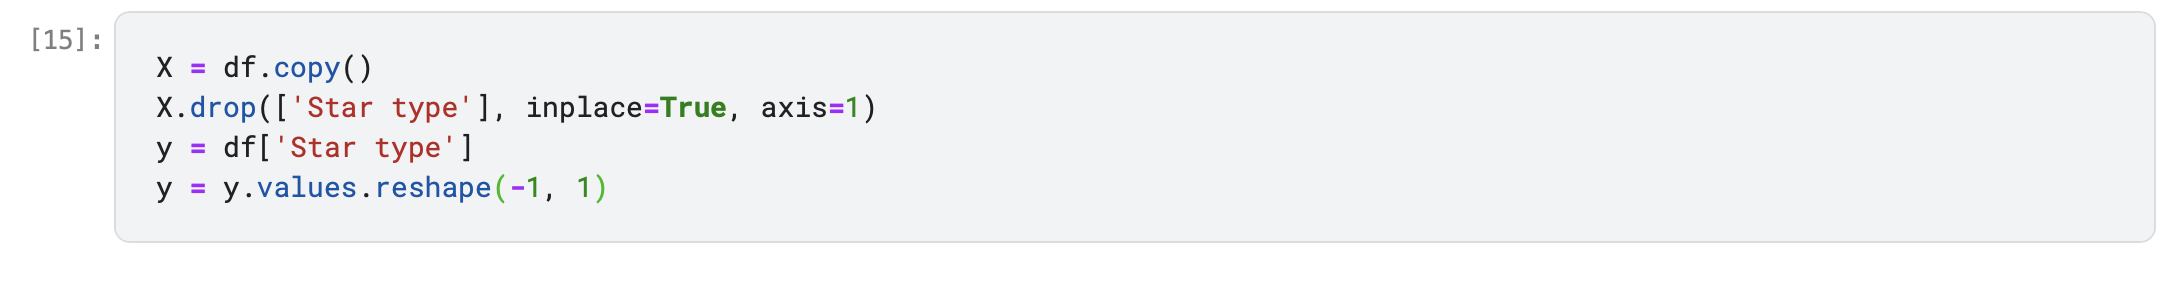 [15]:
X = df.copy()
X.drop(['Star type'], inplace=True, axis=1)
y = df['Star type']
y = y.values.reshape(-1, 1)